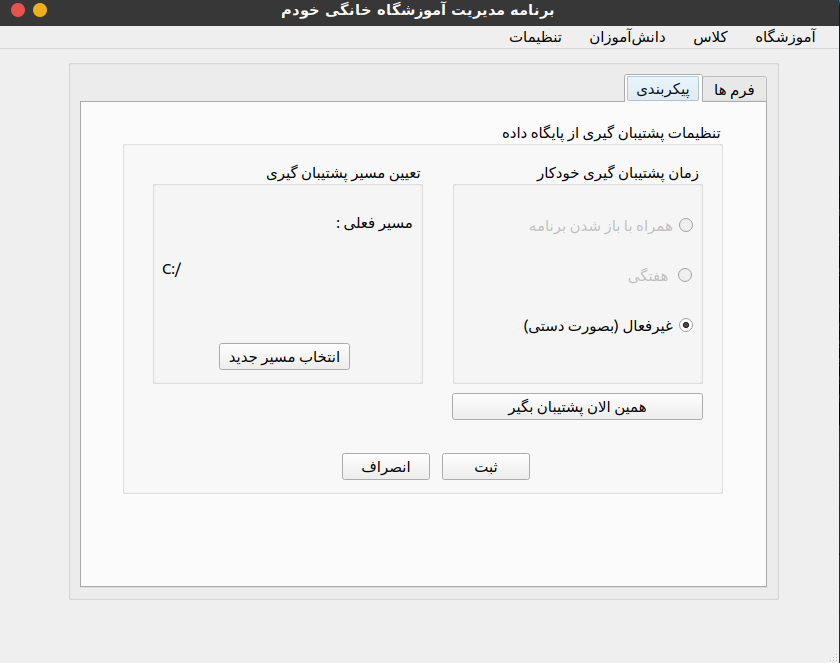 برنامه مدیریت آموزشگاه خانگی خودم
آموزشگاه کلاس دانش‌آموزان تنظیمات
فرم ها پیکربندی
تنظیمات پشتیبان گیری از پایگاه داده
زمان پشتیبان گیری خودکار
همراه با باز شدن برنامه
هفتگی
غیرفعال (بصورت دستی)
همین الان پشتیبان بگیر
تعیین مسیر پشتیبان گیری
مسیر فعلی :
C:/
انتخاب مسیر جدید
ثبت انصراف